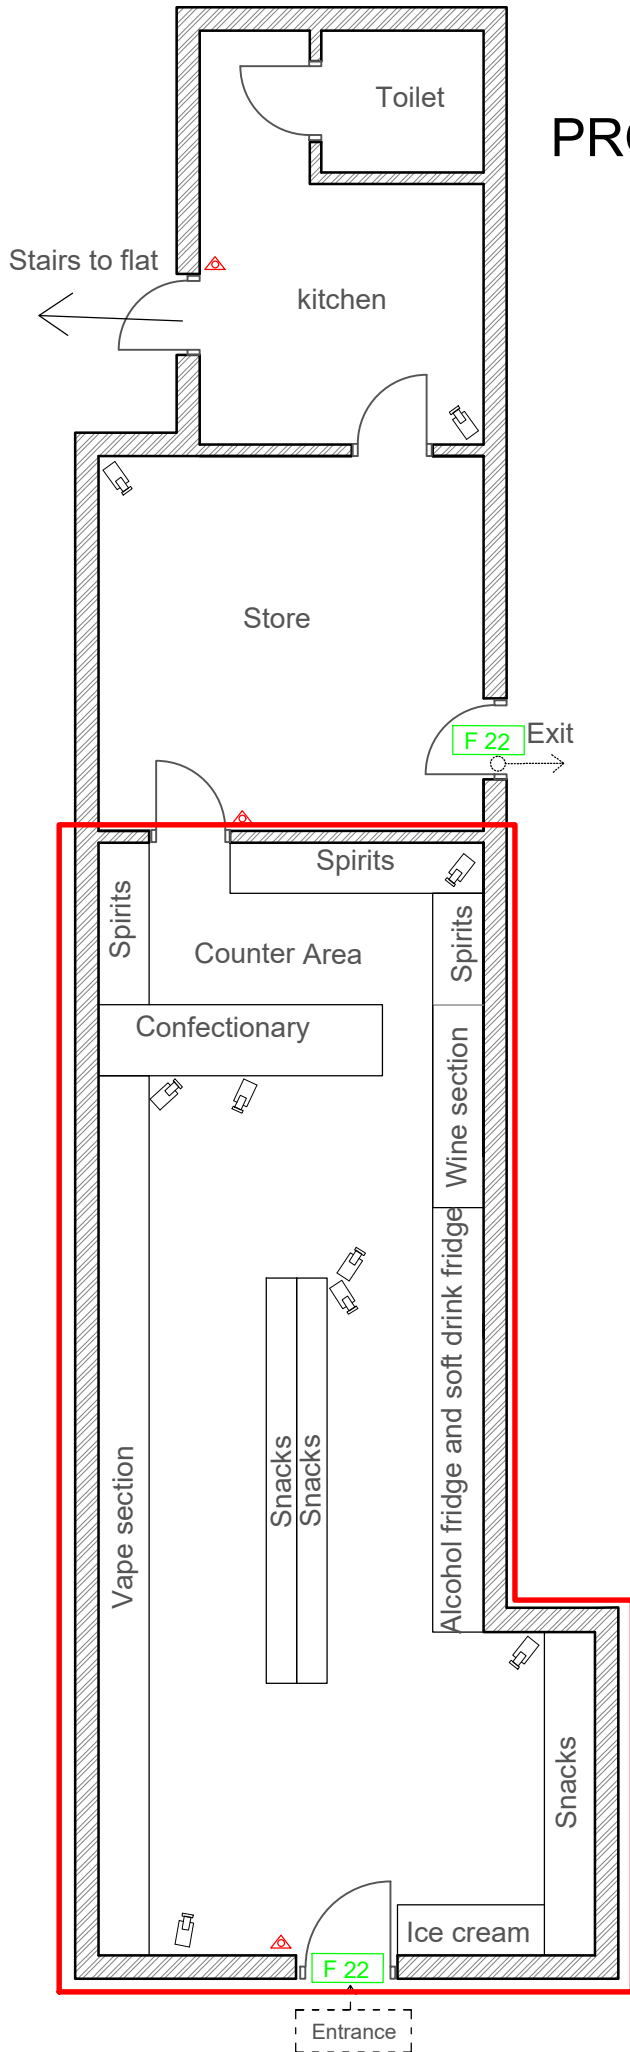 Toilet
PRO
Stairs to flat
kitchen
Store
F 22
Exit
Spirits
Spirits
Spirits
Counter Area
Confectionary
Wine section
Alcohol fridge and soft drink fridge
Snacks
Snacks
Vape section
Snacks
Ice cream
F 22
Entrance